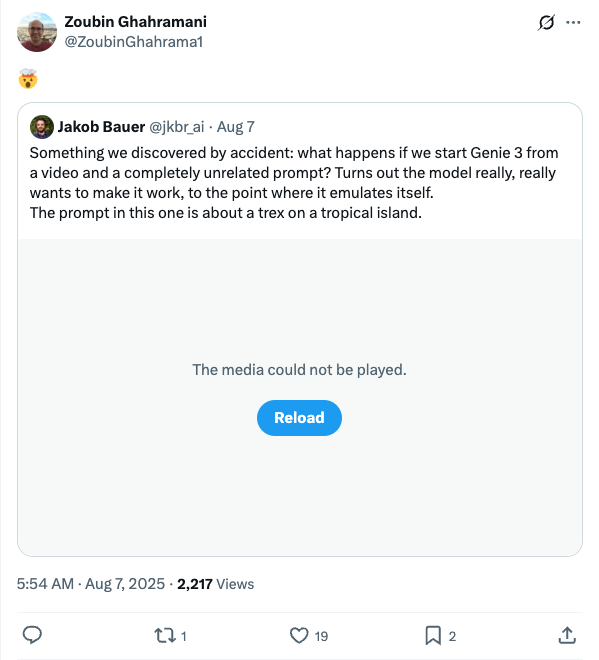 Zoubin Ghahramani
@ZoubinGhahrama1
🤯
Jakob Bauer @jkbr_ai · Aug 7
Something we discovered by accident: what happens if we start Genie 3 from
a video and a completely unrelated prompt? Turns out the model really, really
wants to make it work, to the point where it emulates itself.
The prompt in this one is about a trex on a tropical island.
The media could not be played.
Reload
5:54 AM · Aug 7, 2025 · 2,217 Views
1 19 2